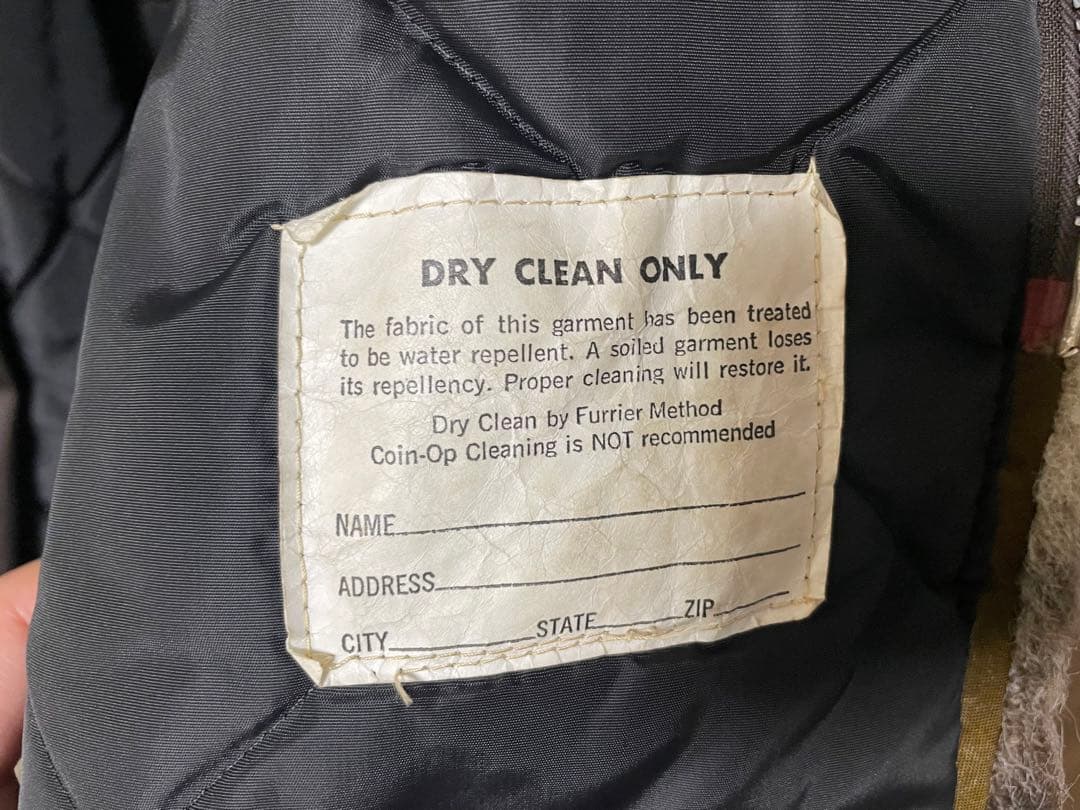 DRY CLEAN ONLY
The fabric of this garment has been treated
to be water repellent. A soiled garment loses
its repellency. Proper cleaning will restore it.
Dry Clean by Furrier Method
Coin-Op Cleaning is NOT recommended
NAME
ADDRESS
CITY STATE ZIP